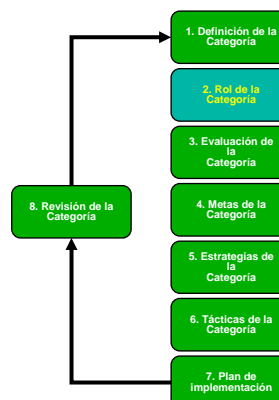 1. Definición de la
Categoría
2. Rol de la
Categoría
3. Evaluación de
la
Categoría
4. Metas de la
Categoría
5. Estrategias de
la
Categoría
6. Tácticas de la
Categoría
7. Plan de
implementación
8. Revisión de la
Categoría